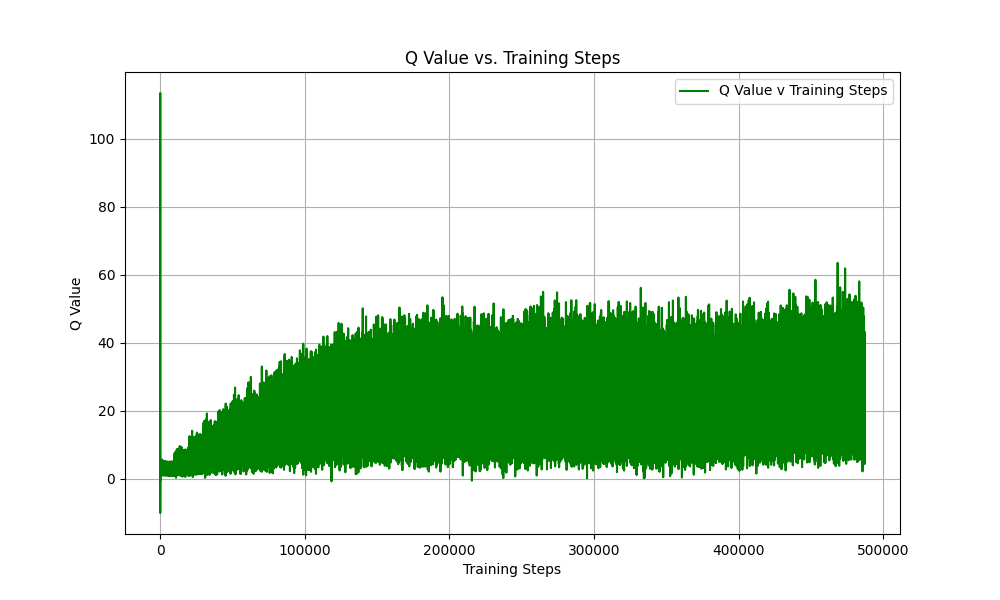 Q Value vs. Training Steps
Q Value v Training Steps
Q Value
100
80
60
40
20
0
0 100000 200000 300000 400000 500000
Training Steps